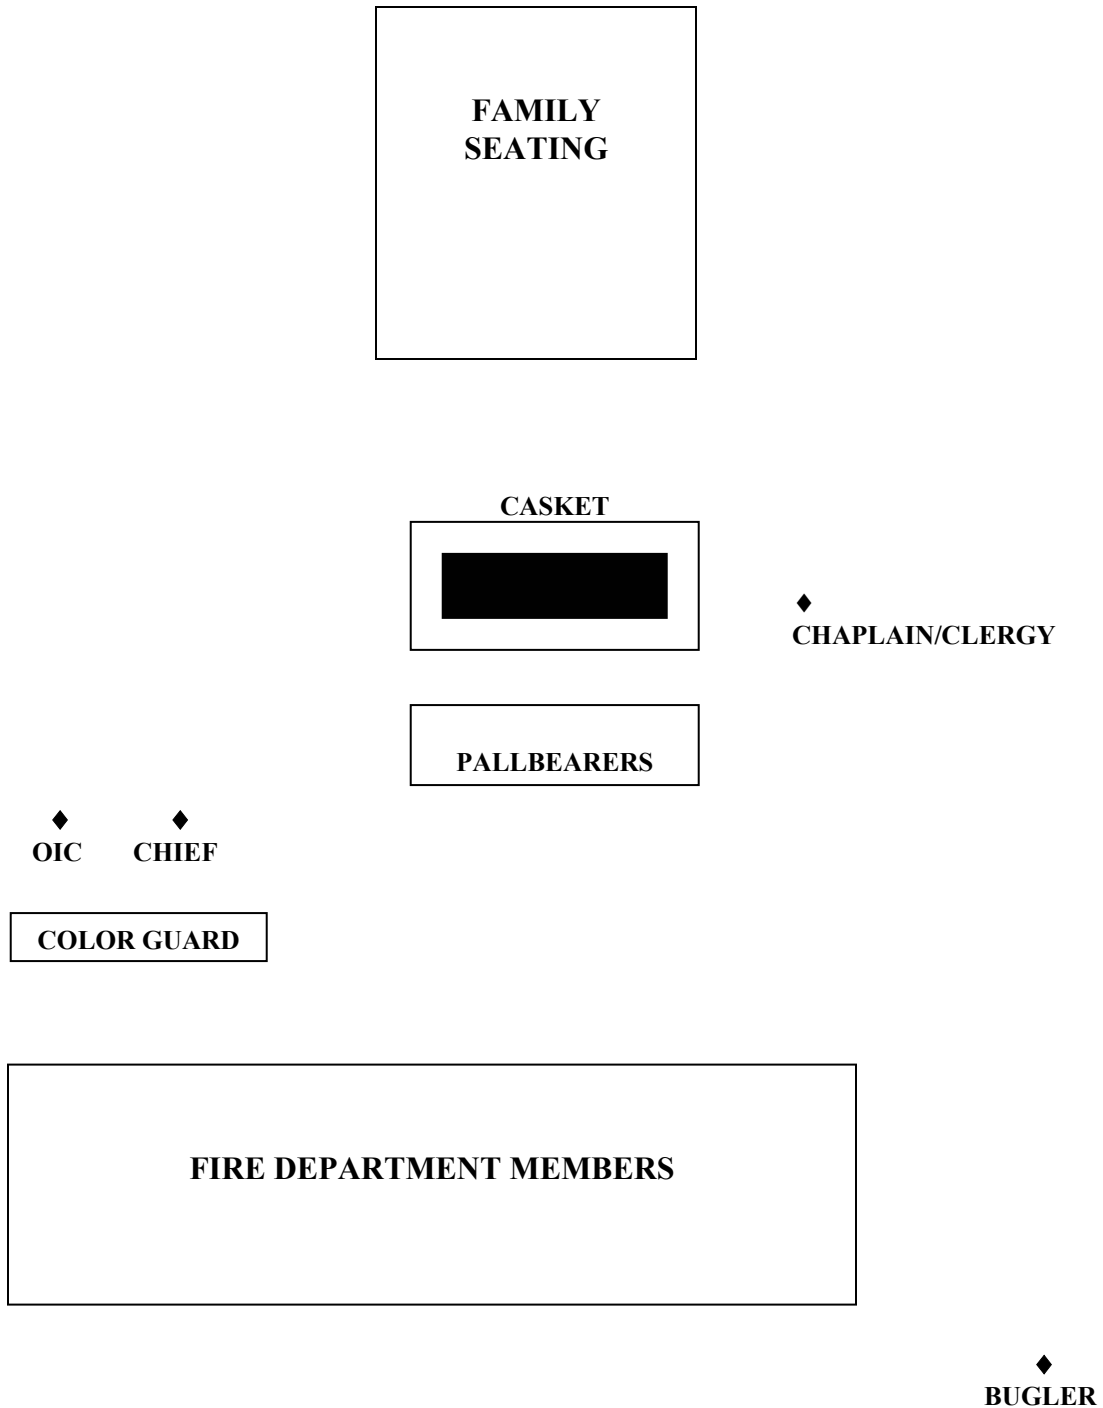 FAMILY
SEATING
CASKET
CHAPLAIN/CLERGY
PALLBEARERS
OIC CHIEF
COLOR GUARD
FIRE DEPARTMENT MEMBERS
BUGLER